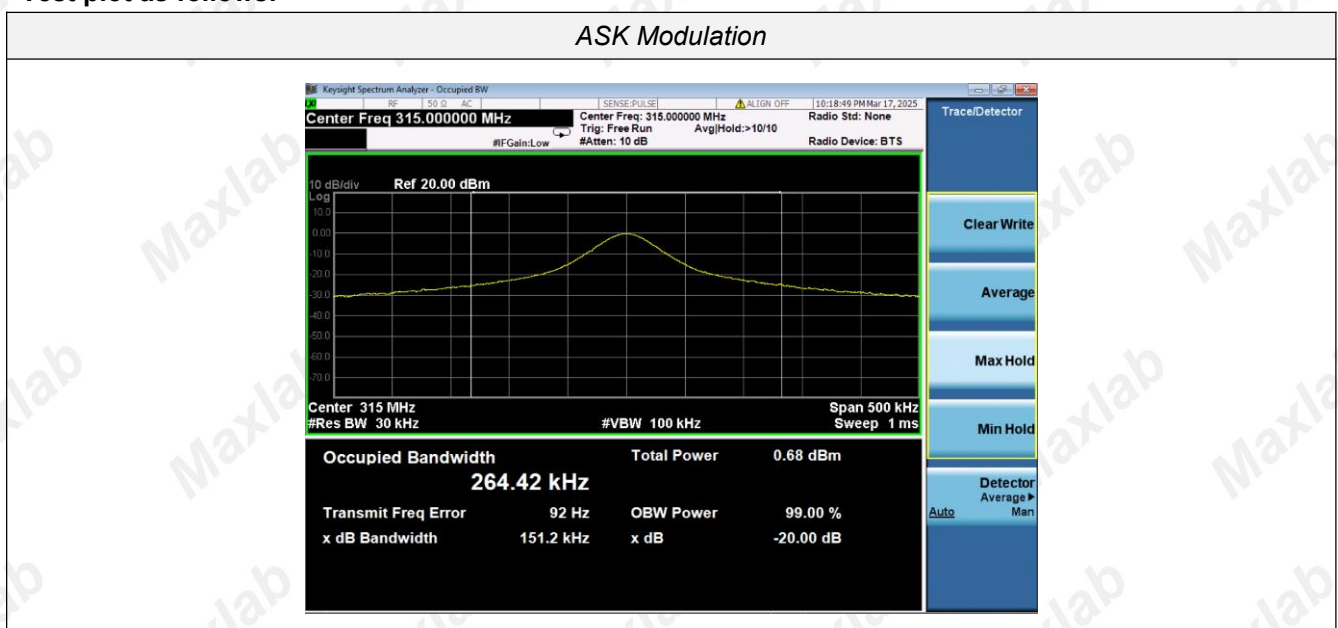 Test plot as follows:
ASK Modulation
Keysight Spectrum Analyzer - Occupied BW
RF 50 Ω AC SENSE:PULSE ALIGN OFF 10:18:49 PM Mar 17, 2025
Center Freq 315.000000 MHz
Center Freq: 315.000000 MHz Radio Std: None
Trig: Free Run Avg|Hold:>10/10
#IFGain:Low #Atten: 10 dB Radio Device: BTS
10 dB/div Ref 20.00 dBm
Log
10.0
0.00
-10.0
-20.0
-30.0
-40.0
-50.0
-60.0
-70.0
Center 315 MHz Span 500 kHz
#Res BW 30 kHz #VBW 100 kHz Sweep 1 ms
Occupied Bandwidth Total Power 0.68 dBm
264.42 kHz
Transmit Freq Error 92 Hz OBW Power 99.00 %
x dB Bandwidth 151.2 kHz x dB -20.00 dB
Trace/Detector
Clear Write
Average
Max Hold
Min Hold
Detector
Average
Auto Man
Maxlab
Maxlab
Maxlab
Maxlab
Maxlab
Maxlab